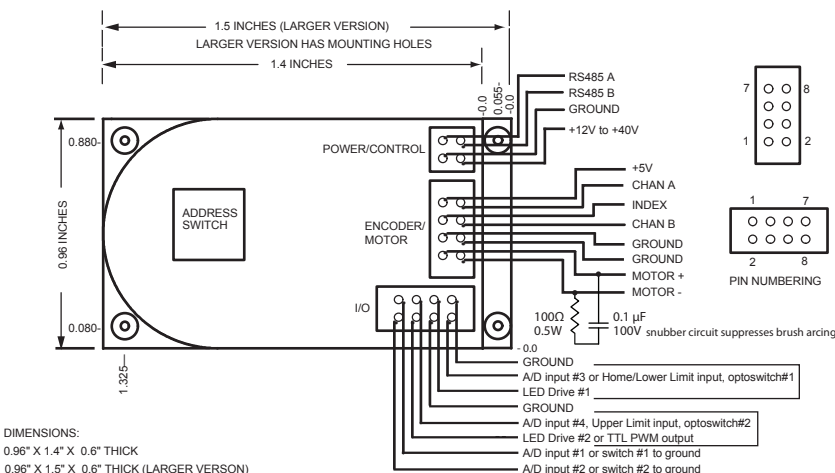 1.5 INCHES (LARGER VERSION)
LARGER VERSION HAS MOUNTING HOLES
1.4 INCHES
-0.0
0.055-
-0.0
RS485 A
RS485 B
GROUND
+12V to +40V
0.880-
POWER/CONTROL
0.96 INCHES
ADDRESS
SWITCH
ENCODER/
MOTOR
+5V
CHAN A
INDEX
CHAN B
GROUND
GROUND
MOTOR +
MOTOR -
7 8
1 2
1 7
2 8
PIN NUMBERING
I/O
0.080-
1.325-
- 0.0
100Ω
0.5W
0.1 µF
100V
snubber circuit suppresses brush arcing
GROUND
A/D input #3 or Home/Lower Limit input, optoswitch#1
LED Drive #1
GROUND
A/D input #4, Upper Limit input, optoswitch#2
LED Drive #2 or TTL PWM output
A/D input #1 or switch #1 to ground
A/D input #2 or switch #2 to ground
DIMENSIONS:
0.96" X 1.4" X 0.6" THICK
0.96" X 1.5" X 0.6" THICK (LARGER VERSON)